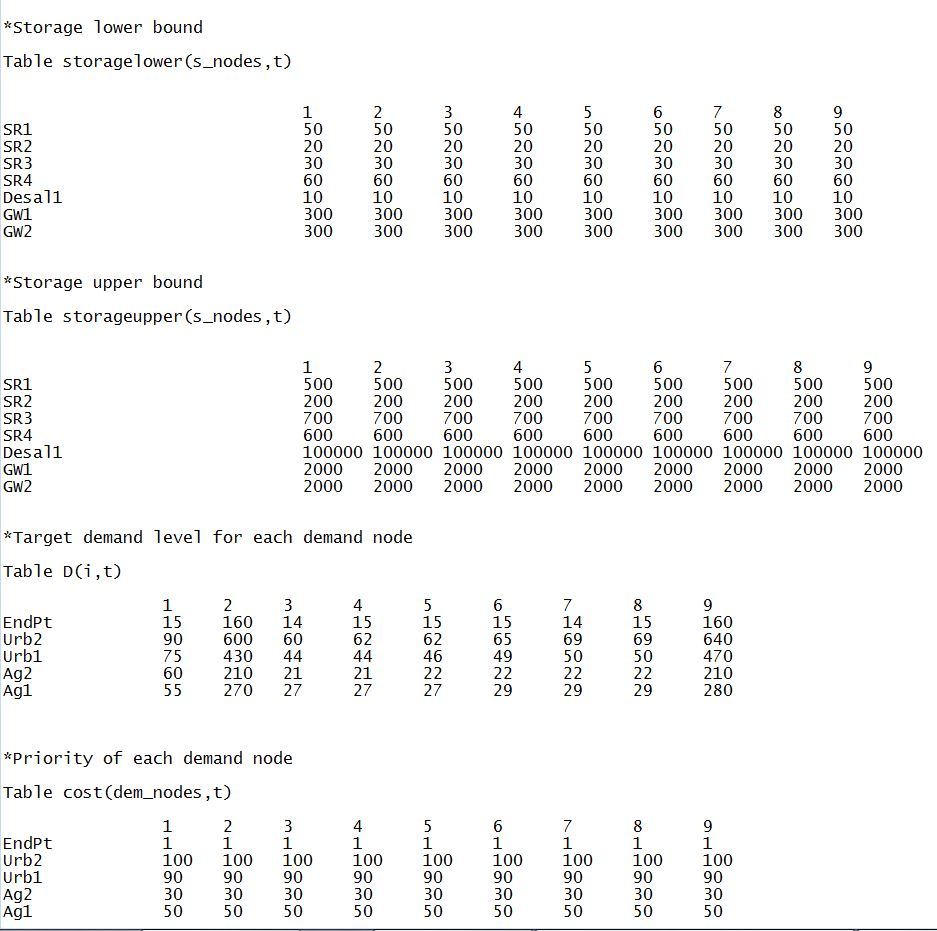 *Storage lower bound
Table storagelower(s_nodes,t)
1 2 3 4 5 6 7 8 9
SR1 50 50 50 50 50 50 50 50 50
SR2 20 20 20 20 20 20 20 20 20
SR3 30 30 30 30 30 30 30 30 30
SR4 60 60 60 60 60 60 60 60 60
Desal1 10 10 10 10 10 10 10 10 10
GW1 300 300 300 300 300 300 300 300 300
GW2 300 300 300 300 300 300 300 300 300
*Storage upper bound
Table storageupper(s_nodes,t)
1 2 3 4 5 6 7 8 9
SR1 500 500 500 500 500 500 500 500 500
SR2 200 200 200 200 200 200 200 200 200
SR3 700 700 700 700 700 700 700 700 700
SR4 600 600 600 600 600 600 600 600 600
Desal1 100000 100000 100000 100000 100000 100000 100000 100000 100000
GW1 2000 2000 2000 2000 2000 2000 2000 2000 2000
GW2 2000 2000 2000 2000 2000 2000 2000 2000 2000
*Target demand level for each demand node
Table D(i,t)
1 2 3 4 5 6 7 8 9
EndPt 15 160 14 15 15 15 14 15 160
Urb2 90 600 60 62 62 65 69 69 640
Urb1 75 430 44 44 46 49 50 50 470
Ag2 60 210 21 21 22 22 22 22 210
Ag1 55 270 27 27 27 29 29 29 280
*Priority of each demand node
Table cost(dem_nodes,t)
1 2 3 4 5 6 7 8 9
EndPt 1 1 1 1 1 1 1 1 1
Urb2 100 100 100 100 100 100 100 100 100
Urb1 90 90 90 90 90 90 90 90 90
Ag2 30 30 30 30 30 30 30 30 30
Ag1 50 50 50 50 50 50 50 50 50